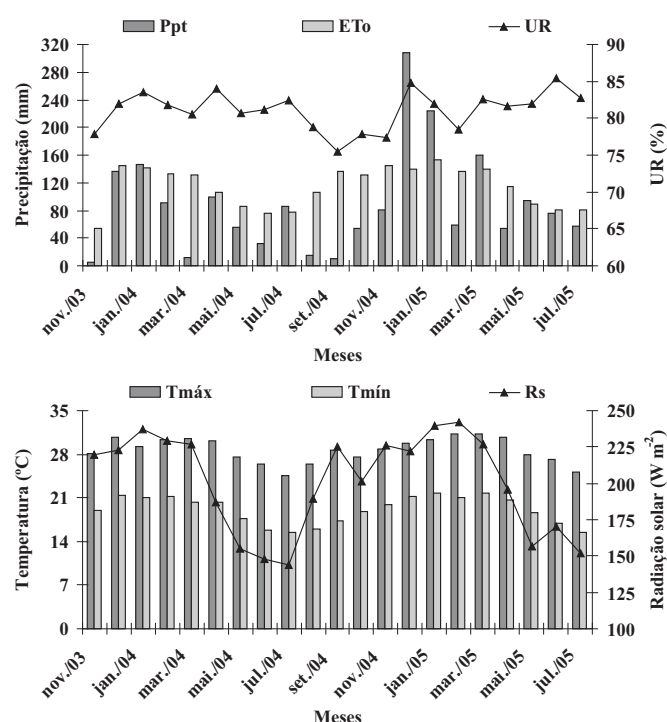 Ppt ETo UR
Precipitação (mm)
320
280
240
200
160
120
80
40
0
UR (%)
90
85
80
75
70
65
60
nov./03 jan./04 mar./04 mai./04 jul./04 set./04 nov./04 jan./05 mar./05 mai./05 jul./05
Meses
Tmáx Tmín Rs
Temperatura (ºC)
35
28
21
14
7
0
Radiação solar (W m-2)
250
225
200
175
150
125
100
nov./03 jan./04 mar./04 mai./04 jul./04 set./04 nov./04 jan./05 mar./05 mai./05 jul./05
Meses